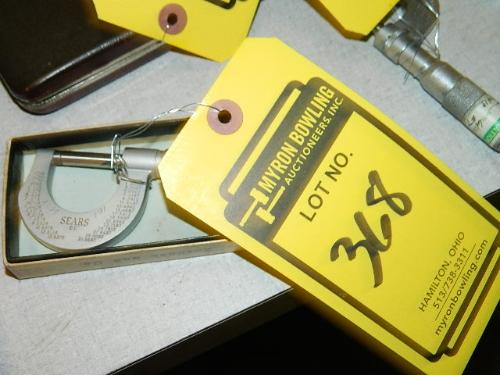 MYRON BOWLING
AUCTIONEERS, INC.
LOT NO.
368
HAMILTON, OHIO
513/738-3311
myronbowling.com
SEARS